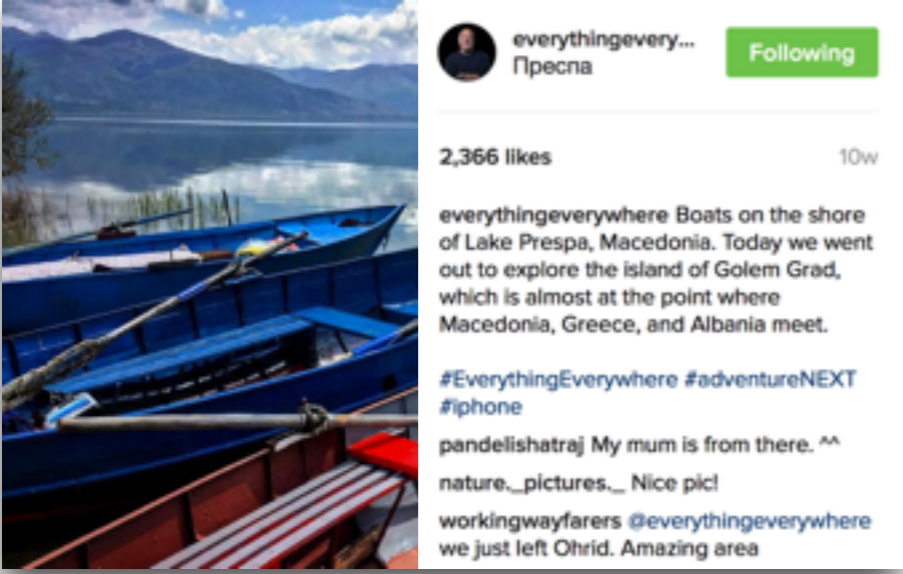 everythingevery...
Преспа
Following
2,366 likes
10w
everythingeverywhere Boats on the shore
of Lake Prespa, Macedonia. Today we went
out to explore the island of Golem Grad,
which is almost at the point where
Macedonia, Greece, and Albania meet.
#EverythingEverywhere #adventureNEXT
#iphone
pandelishatraj My mum is from there. ^^
nature._pictures._ Nice pic!
workingwayfarers @everythingeverywhere
we just left Ohrid. Amazing area